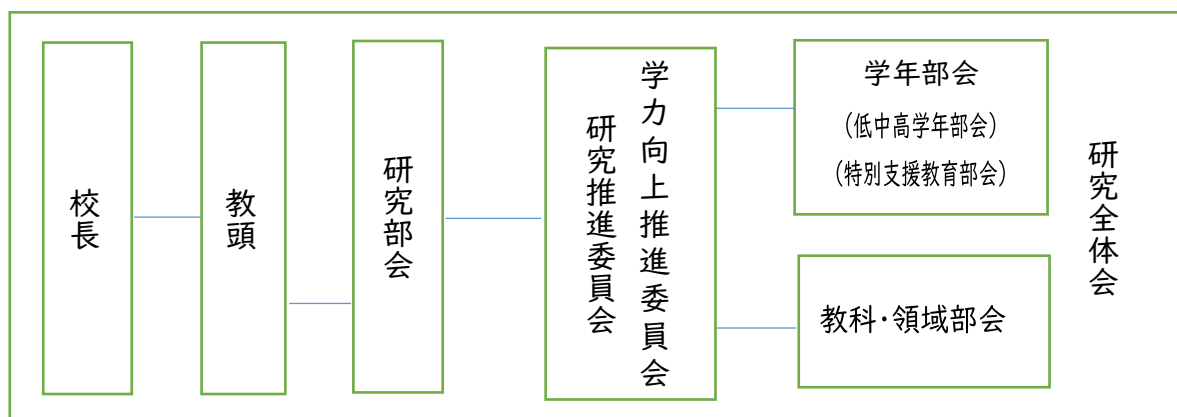 校長
教頭
研究部会
学力向上推進委員会
研究推進委員会
学年部会
(低中高学年部会)
(特別支援教育部会)
教科・領域部会
研究全体会